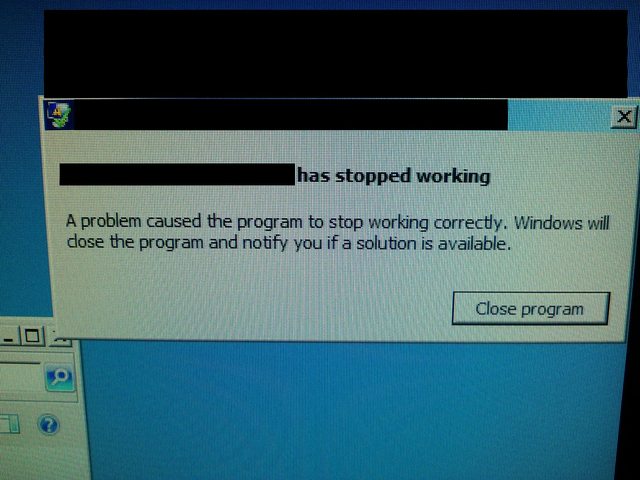 has stopped working
A problem caused the program to stop working correctly. Windows will
close the program and notify you if a solution is available.
Close program